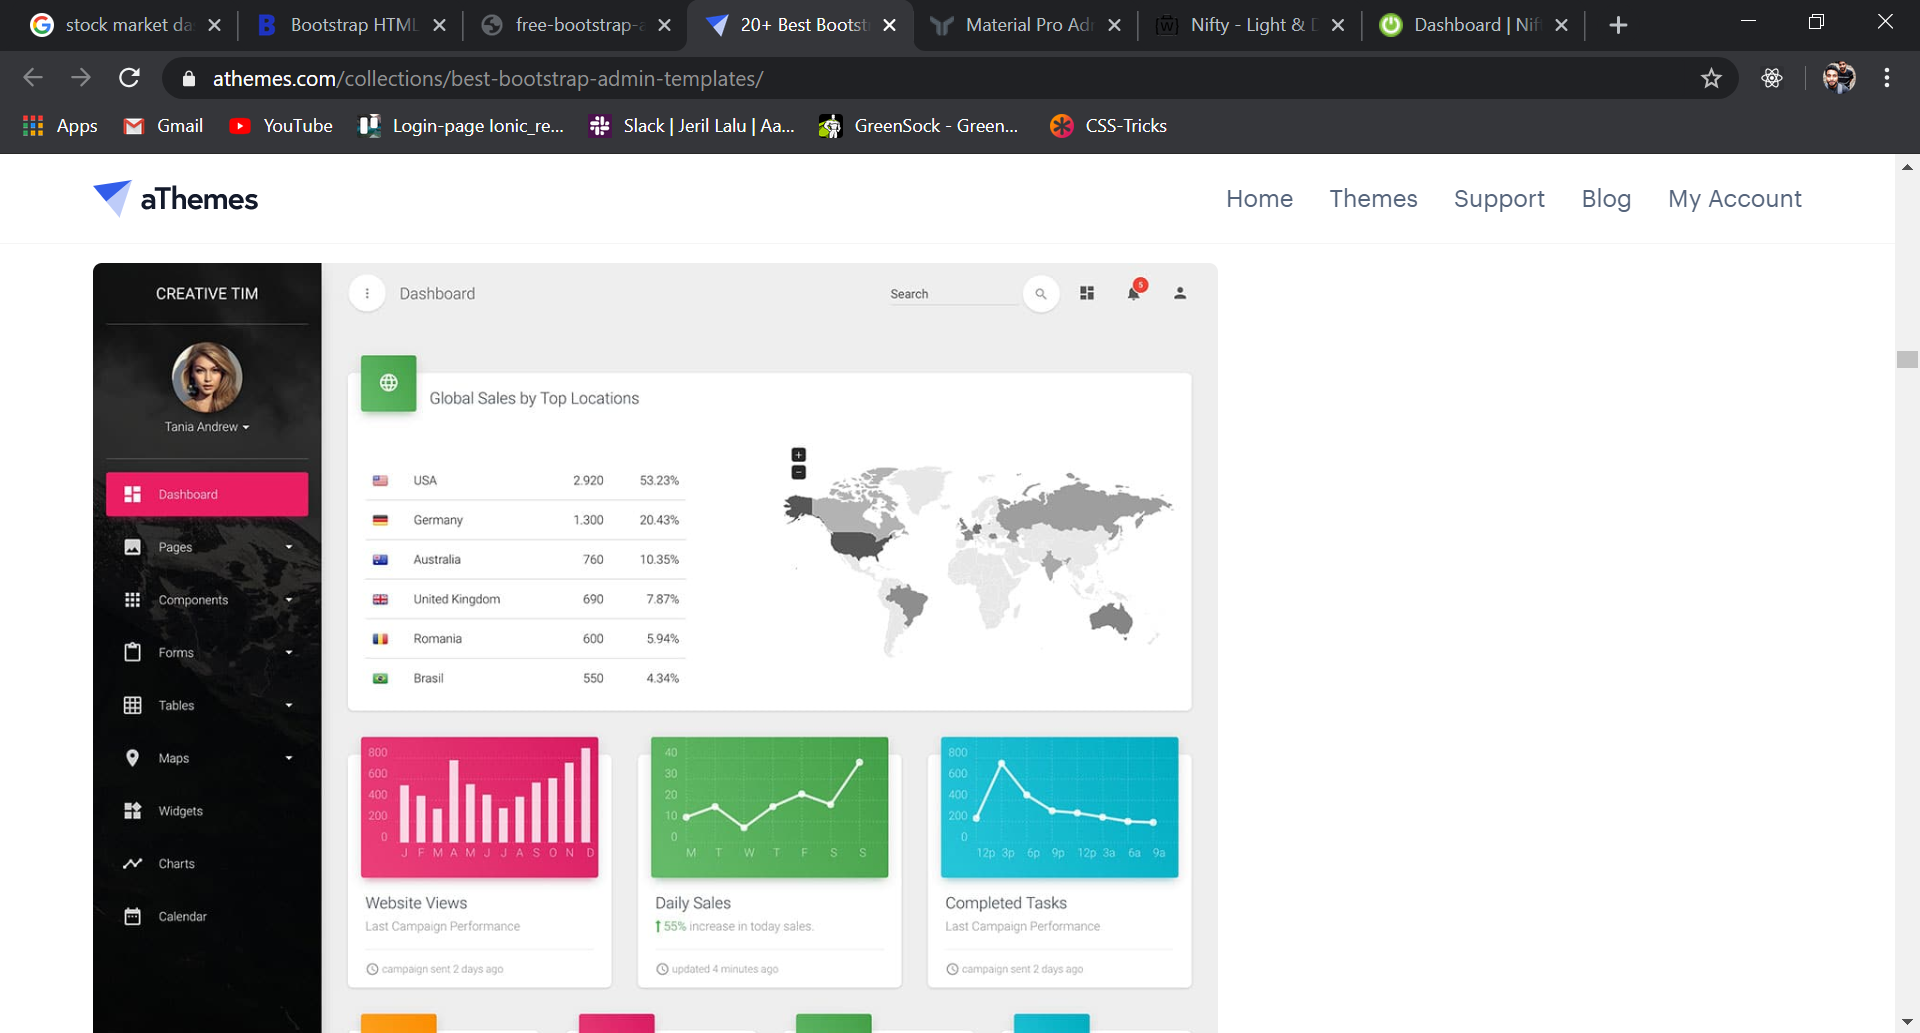 stock market da
Bootstrap HTML
free-bootstrap-a
20+ Best Bootst
Material Pro Ad
Nifty - Light & D
Dashboard | Nif
athemes.com/collections/best-bootstrap-admin-templates/
Apps
Gmail
YouTube
Login-page Ionic_re...
Slack | Jeril Lalu | Aa...
GreenSock - Green...
CSS-Tricks
aThemes
Home
Themes
Support
Blog
My Account
CREATIVE TIM
Tania Andrew
Dashboard
Pages
Components
Forms
Tables
Maps
Widgets
Charts
Calendar
Dashboard
Search
5
Global Sales by Top Locations
USA 2.920 53.23%
Germany 1.300 20.43%
Australia 760 10.35%
United Kingdom 690 7.87%
Romania 600 5.94%
Brasil 550 4.34%
+
-
800
600
400
200
0
J F M A M J J A S O N D
Website Views
Last Campaign Performance
campaign sent 2 days ago
40
30
20
10
0
M T W T F S S
Daily Sales
55% increase in today sales.
updated 4 minutes ago
800
600
400
200
0
12p 3p 6p 9p 12p 3a 6a 9a
Completed Tasks
Last Campaign Performance
campaign sent 2 days ago